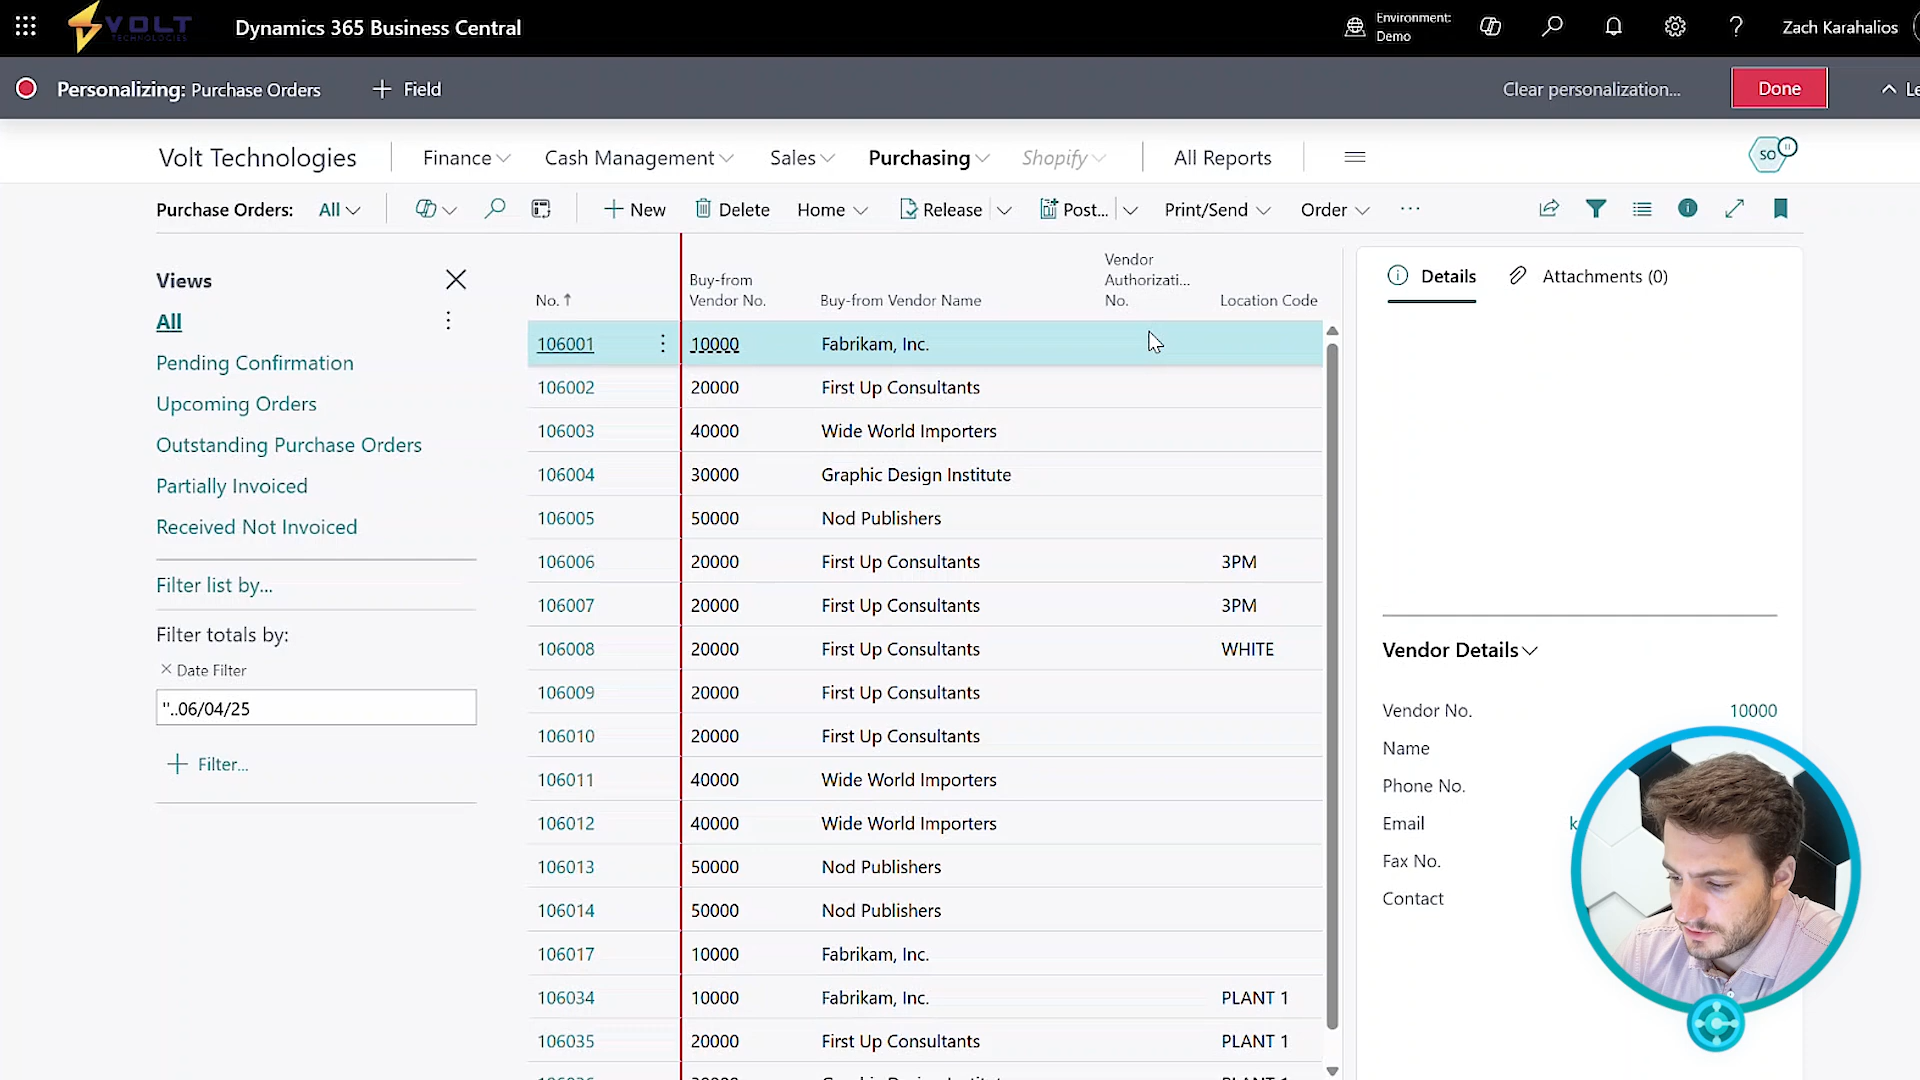 VOLT
TECHNOLOGIES
Dynamics 365 Business Central
Environment:
Demo
Zach Karahalios
Personalizing: Purchase Orders
Field
Clear personalization...
Done
Le
Volt Technologies
Finance
Cash Management
Sales
Purchasing
Shopify
All Reports
SO
Purchase Orders:
All
New
Delete
Home
Release
Post...
Print/Send
Order
Views
All
Pending Confirmation
Upcoming Orders
Outstanding Purchase Orders
Partially Invoiced
Received Not Invoiced
Filter list by...
Filter totals by:
Date Filter
''..06/04/25
Filter...
No. ↑ Buy-from Vendor No. Buy-from Vendor Name Vendor Authorizati... No. Location Code
106001 10000 Fabrikam, Inc.
106002 20000 First Up Consultants
106003 40000 Wide World Importers
106004 30000 Graphic Design Institute
106005 50000 Nod Publishers
106006 20000 First Up Consultants 3PM
106007 20000 First Up Consultants 3PM
106008 20000 First Up Consultants WHITE
106009 20000 First Up Consultants
106010 20000 First Up Consultants
106011 40000 Wide World Importers
106012 40000 Wide World Importers
106013 50000 Nod Publishers
106014 50000 Nod Publishers
106017 10000 Fabrikam, Inc.
106034 10000 Fabrikam, Inc. PLANT 1
106035 20000 First Up Consultants PLANT 1
Details
Attachments (0)
Vendor Details
Vendor No. 10000
Name
Phone No.
Email
Fax No.
Contact